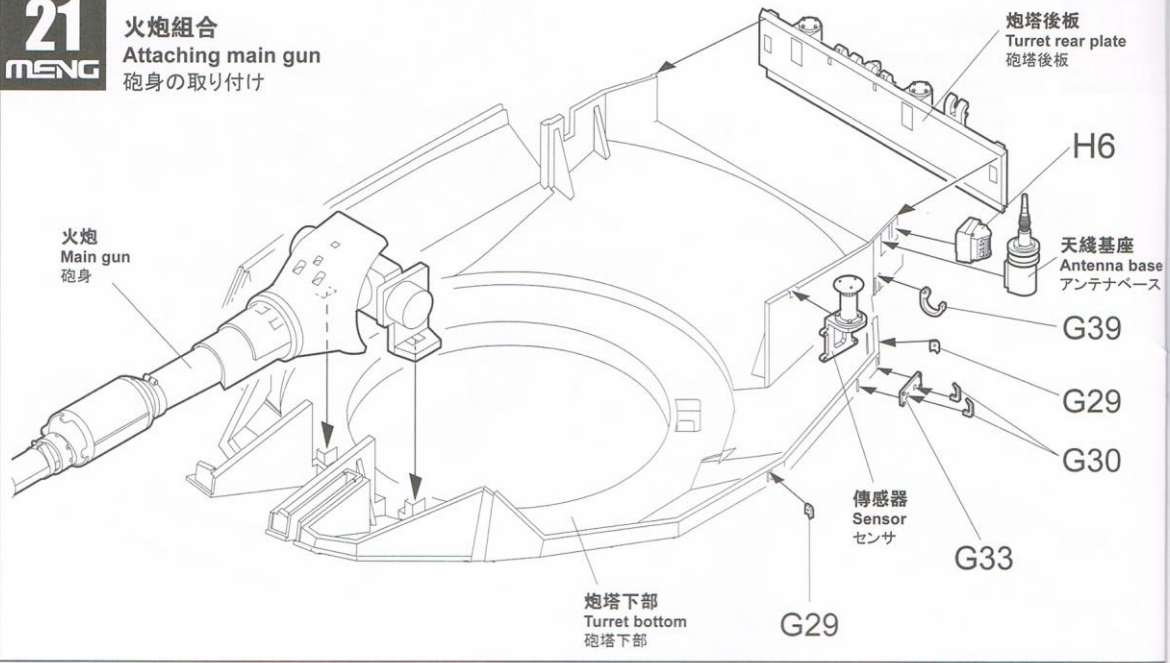 21
MENG
火炮組合
Attaching main gun
砲身の取り付け
炮塔後板
Turret rear plate
砲塔後板
H6
火炮
Main gun
砲身
天綫基座
Antenna base
アンテナベース
G39
G29
G30
傳感器
Sensor
センサ
G33
炮塔下部
Turret bottom
砲塔下部
G29